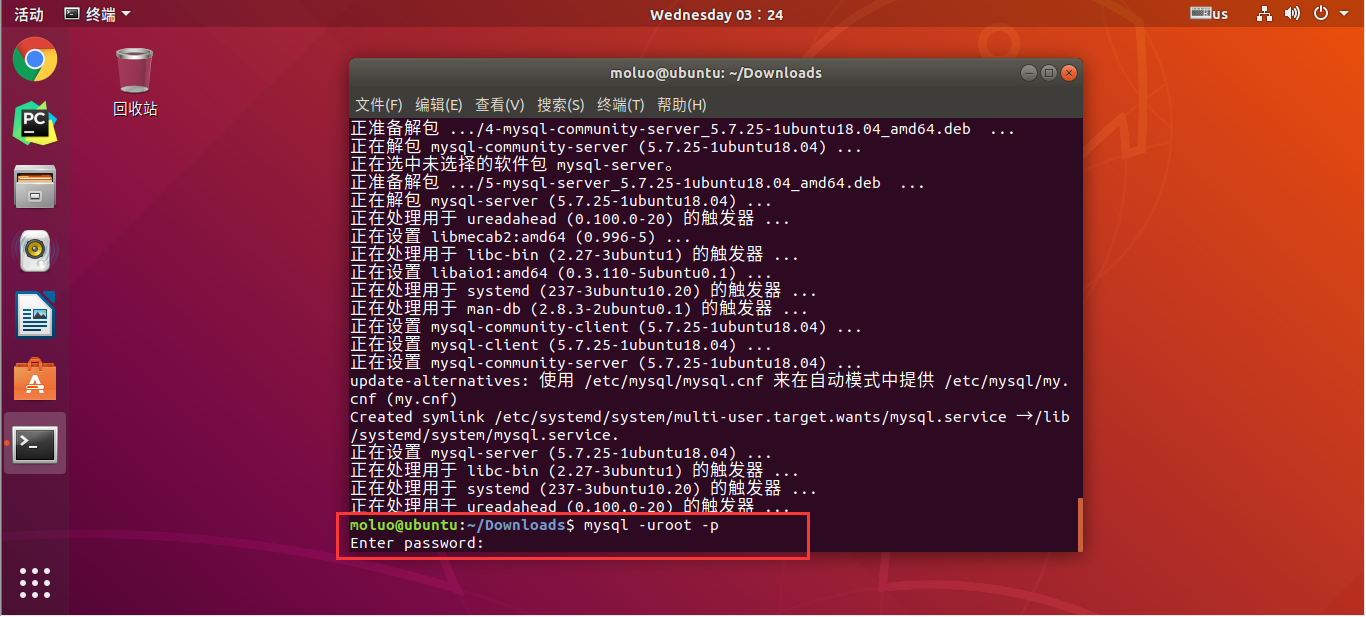 活动 终端 Wednesday 03：24 us
回收站
moluo@ubuntu: ~/Downloads
文件(F) 编辑(E) 查看(V) 搜索(S) 终端(T) 帮助(H)
正准备解包 .../4-mysql-community-server_5.7.25-1ubuntu18.04_amd64.deb ...
正在解包 mysql-community-server (5.7.25-1ubuntu18.04) ...
正在选中未选择的软件包 mysql-server。
正准备解包 .../5-mysql-server_5.7.25-1ubuntu18.04_amd64.deb ...
正在解包 mysql-server (5.7.25-1ubuntu18.04) ...
正在处理用于 ureadahead (0.100.0-20) 的触发器 ...
正在设置 libmecab2:amd64 (0.996-5) ...
正在处理用于 libc-bin (2.27-3ubuntu1) 的触发器 ...
正在设置 libaio1:amd64 (0.3.110-5ubuntu0.1) ...
正在处理用于 systemd (237-3ubuntu10.20) 的触发器 ...
正在处理用于 man-db (2.8.3-2ubuntu0.1) 的触发器 ...
正在设置 mysql-community-client (5.7.25-1ubuntu18.04) ...
正在设置 mysql-client (5.7.25-1ubuntu18.04) ...
正在设置 mysql-community-server (5.7.25-1ubuntu18.04) ...
update-alternatives: 使用 /etc/mysql/mysql.cnf 来在自动模式中提供 /etc/mysql/my.
cnf (my.cnf)
Created symlink /etc/systemd/system/multi-user.target.wants/mysql.service →/lib
/systemd/system/mysql.service.
正在设置 mysql-server (5.7.25-1ubuntu18.04) ...
正在处理用于 libc-bin (2.27-3ubuntu1) 的触发器 ...
正在处理用于 systemd (237-3ubuntu10.20) 的触发器 ...
正在处理用于 ureadahead (0.100.0-20) 的触发器 ...
moluo@ubuntu:~/Downloads$ mysql -uroot -p
Enter password:
PC